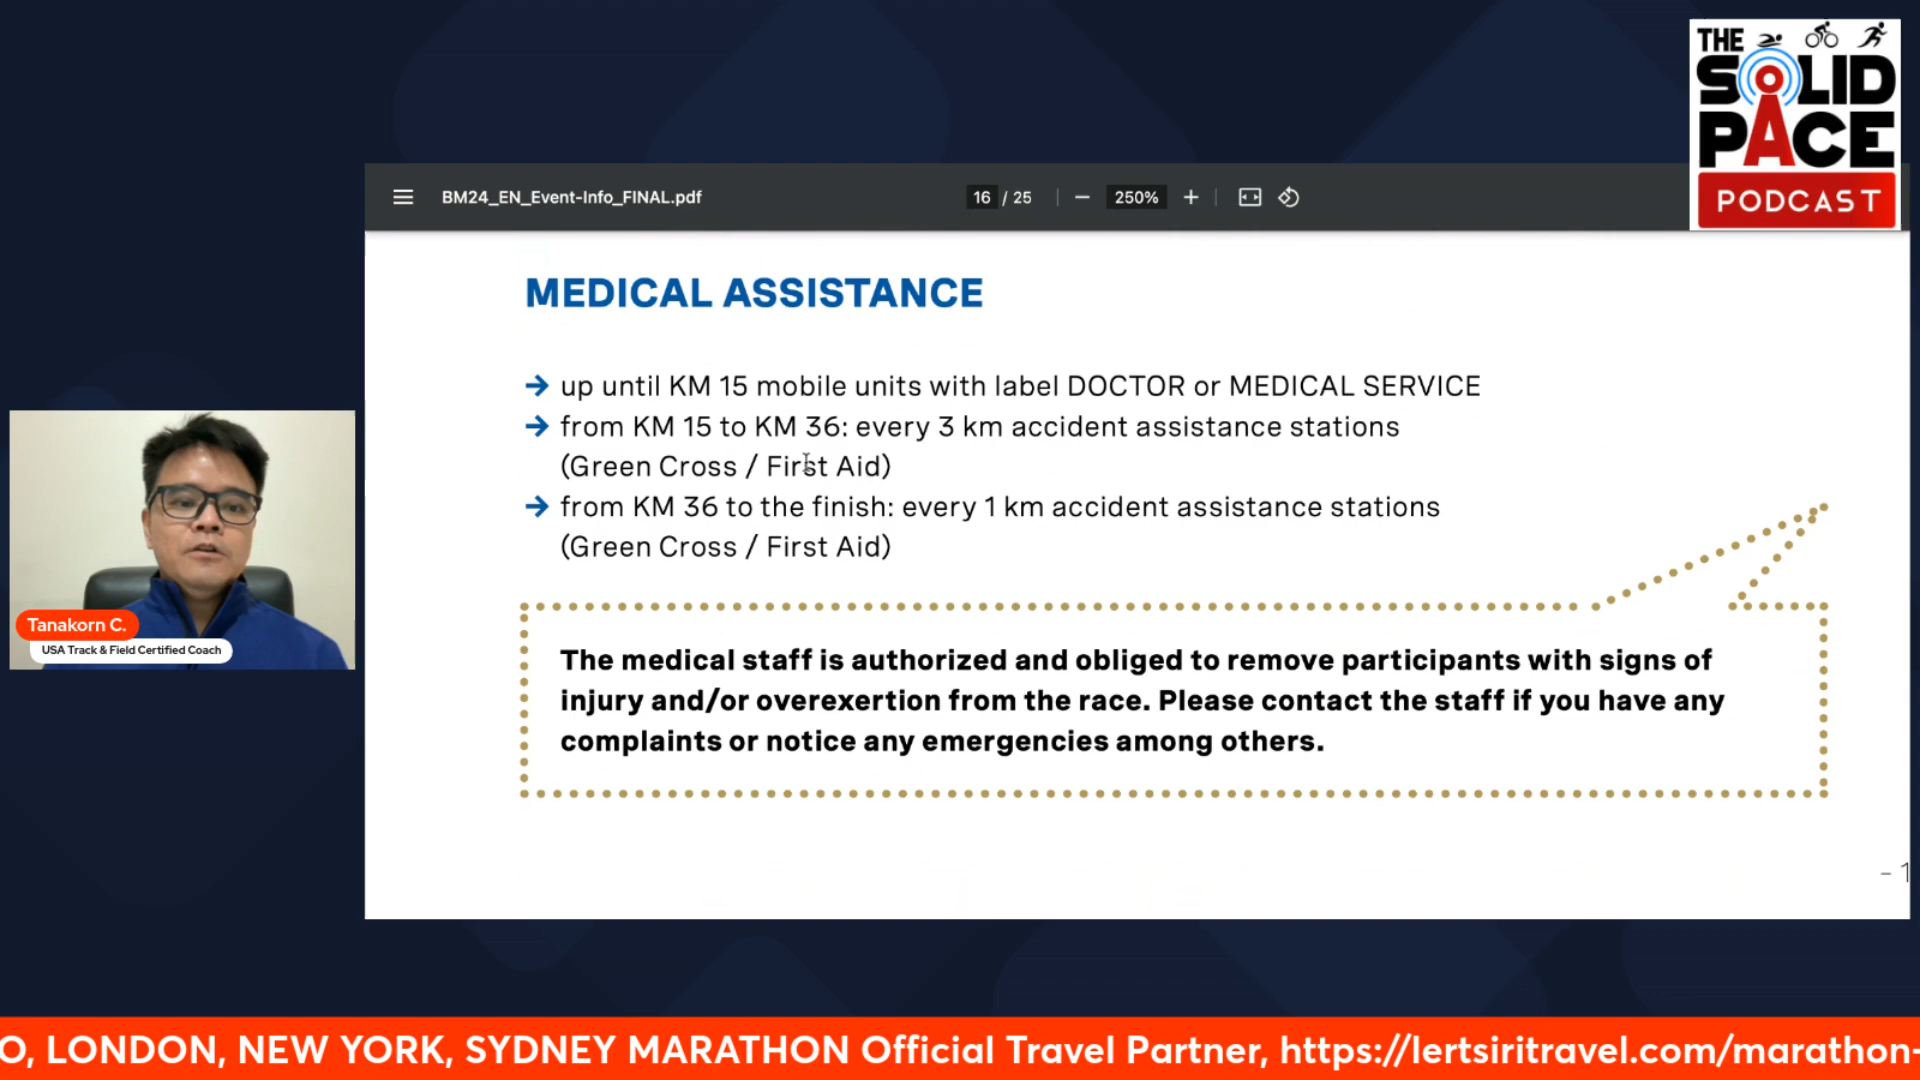 THE
SOLID
PACE
PODCAST
BM24_EN_Event-Info_FINAL.pdf
16 / 25
250%
MEDICAL ASSISTANCE
→ up until KM 15 mobile units with label DOCTOR or MEDICAL SERVICE
→ from KM 15 to KM 36: every 3 km accident assistance stations
(Green Cross / First Aid)
→ from KM 36 to the finish: every 1 km accident assistance stations
(Green Cross / First Aid)
The medical staff is authorized and obliged to remove participants with signs of
injury and/or overexertion from the race. Please contact the staff if you have any
complaints or notice any emergencies among others.
Tanakorn C.
USA Track & Field Certified Coach
O, LONDON, NEW YORK, SYDNEY MARATHON Official Travel Partner, https://lertsiritravel.com/marathon-